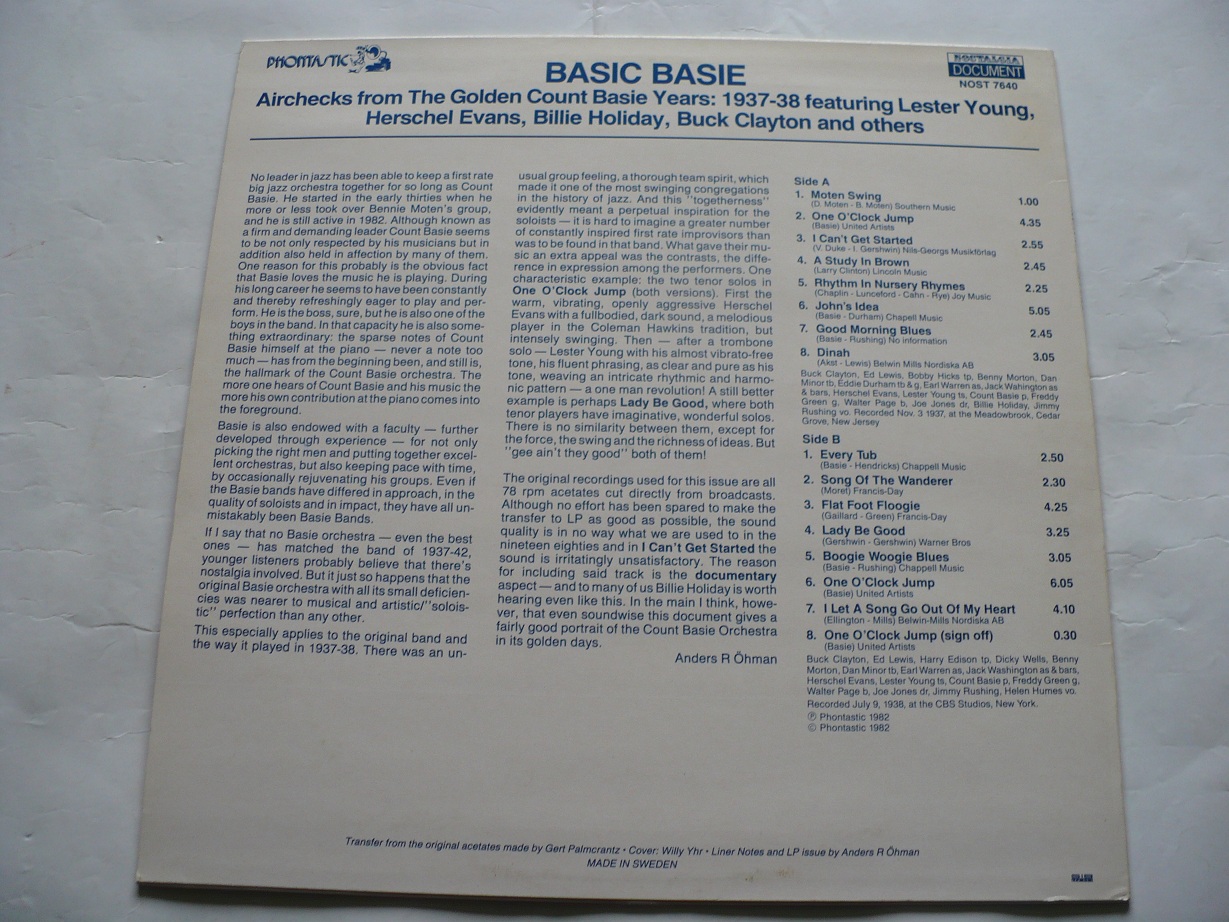 PHONTASTIC
NOSTALGIA
DOCUMENT
NOST 7640
BASIC BASIE
Airchecks from The Golden Count Basie Years: 1937-38 featuring Lester Young,
Herschel Evans, Billie Holiday, Buck Clayton and others
No leader in jazz has been able to keep a first rate
big jazz orchestra together for so long as Count
Basie. He started in the early thirties when he
more or less took over Bennie Moten's group,
and he is still active in 1982. Although known as
a firm and demanding leader Count Basie seems
to be not only respected by his musicians but in
addition also held in affection by many of them.
One reason for this probably is the obvious fact
that Basie loves the music he is playing. During
his long career he seems to have been constantly
and thereby refreshingly eager to play and per-
form. He is the boss, sure, but he is also one of the
boys in the band. In that capacity he is also some-
thing extraordinary: the sparse notes of Count
Basie himself at the piano — never a note too
much — has from the beginning been, and still is,
the hallmark of the Count Basie orchestra. The
more one hears of Count Basie and his music the
more his own contribution at the piano comes into
the foreground.
Basie is also endowed with a faculty — further
developed through experience — for not only
picking the right men and putting together excel-
lent orchestras, but also keeping pace with time,
by occasionally rejuvenating his groups. Even if
the Basie bands have differed in approach, in the
quality of soloists and in impact, they have all un-
mistakably been Basie Bands.
If I say that no Basie orchestra — even the best
ones — has matched the band of 1937-42,
younger listeners probably believe that there's
nostalgia involved. But it just so happens that the
original Basie orchestra with all its small deficien-
cies was nearer to musical and artistic/"solois-
tic" perfection than any other.
This especially applies to the original band and
the way it played in 1937-38. There was an un-
usual group feeling, a thorough team spirit, which
made it one of the most swinging congregations
in the history of jazz. And this "togetherness"
evidently meant a perpetual inspiration for the
soloists — it is hard to imagine a greater number
of constantly inspired first rate improvisors than
was to be found in that band. What gave their mu-
sic an extra appeal was the contrasts, the diffe-
rence in expression among the performers. One
characteristic example: the two tenor solos in
One O'Clock Jump (both versions). First the
warm, vibrating, openly aggressive Herschel
Evans with a fullbodied, dark sound, a melodious
player in the Coleman Hawkins tradition, but
intensely swinging. Then — after a trombone
solo — Lester Young with his almost vibrato-free
tone, his fluent phrasing, as clear and pure as his
tone, weaving an intricate rhythmic and harmo-
nic pattern — a one man revolution! A still better
example is perhaps Lady Be Good, where both
tenor players have imaginative, wonderful solos.
There is no similarity between them, except for
the force, the swing and the richness of ideas. But
"gee ain't they good" both of them!
The original recordings used for this issue are all
78 rpm acetates cut directly from broadcasts.
Although no effort has been spared to make the
transfer to LP as good as possible, the sound
quality is in no way what we are used to in the
nineteen eighties and in I Can't Get Started the
sound is irritatingly unsatisfactory. The reason
for including said track is the documentary
aspect — and to many of us Billie Holiday is worth
hearing even like this. In the main I think, howe-
ver, that even soundwise this document gives a
fairly good portrait of the Count Basie Orchestra
in its golden days.
Anders R Öhman
Side A
1. Moten Swing 1.00
(D. Moten - B. Moten) Southern Music
2. One O'Clock Jump 4.35
(Basie) United Artists
3. I Can't Get Started 2.55
(V. Duke - I. Gershwin) Nils-Georgs Musikförlag
4. A Study In Brown 2.45
(Larry Clinton) Lincoln Music
5. Rhythm In Nursery Rhymes 2.25
(Chaplin - Lunceford - Cahn - Rye) Joy Music
6. John's Idea 5.05
(Basie - Durham) Chapell Music
7. Good Morning Blues 2.45
(Basie - Rushing) No information
8. Dinah 3.05
(Akst - Lewis) Belwin Mills Nordiska AB
Buck Clayton, Ed Lewis, Bobby Hicks tp, Benny Morton, Dan
Minor tb, Eddie Durham tb & g, Earl Warren as, Jack Wahington as
& bars, Herschel Evans, Lester Young ts, Count Basie p, Freddy
Green g, Walter Page b, Joe Jones dr, Billie Holiday, Jimmy
Rushing vo. Recorded Nov. 3 1937, at the Meadowbrook, Cedar
Grove, New Jersey
Side B
1. Every Tub 2.50
(Basie - Hendricks) Chappell Music
2. Song Of The Wanderer 2.30
(Moret) Francis-Day
3. Flat Foot Floogie 4.25
(Gaillard - Green) Francis-Day
4. Lady Be Good 3.25
(Gershwin - Gershwin) Warner Bros
5. Boogie Woogie Blues 3.05
(Basie - Rushing) Chappell Music
6. One O'Clock Jump 6.05
(Basie) United Artists
7. I Let A Song Go Out Of My Heart 4.10
(Ellington - Mills) Belwin-Mills Nordiska AB
8. One O'Clock Jump (sign off) 0.30
(Basie) United Artists
Buck Clayton, Ed Lewis, Harry Edison tp, Dicky Wells, Benny
Morton, Dan Minor tb, Earl Warren as, Jack Washington as & bars,
Herschel Evans, Lester Young ts, Count Basie p, Freddy Green g,
Walter Page b, Joe Jones dr, Jimmy Rushing, Helen Humes vo.
Recorded July 9, 1938, at the CBS Studios, New York.
℗ Phontastic 1982
© Phontastic 1982
Transfer from the original acetates made by Gert Palmcrantz • Cover: Willy Yhr • Liner Notes and LP issue by Anders R Öhman
MADE IN SWEDEN